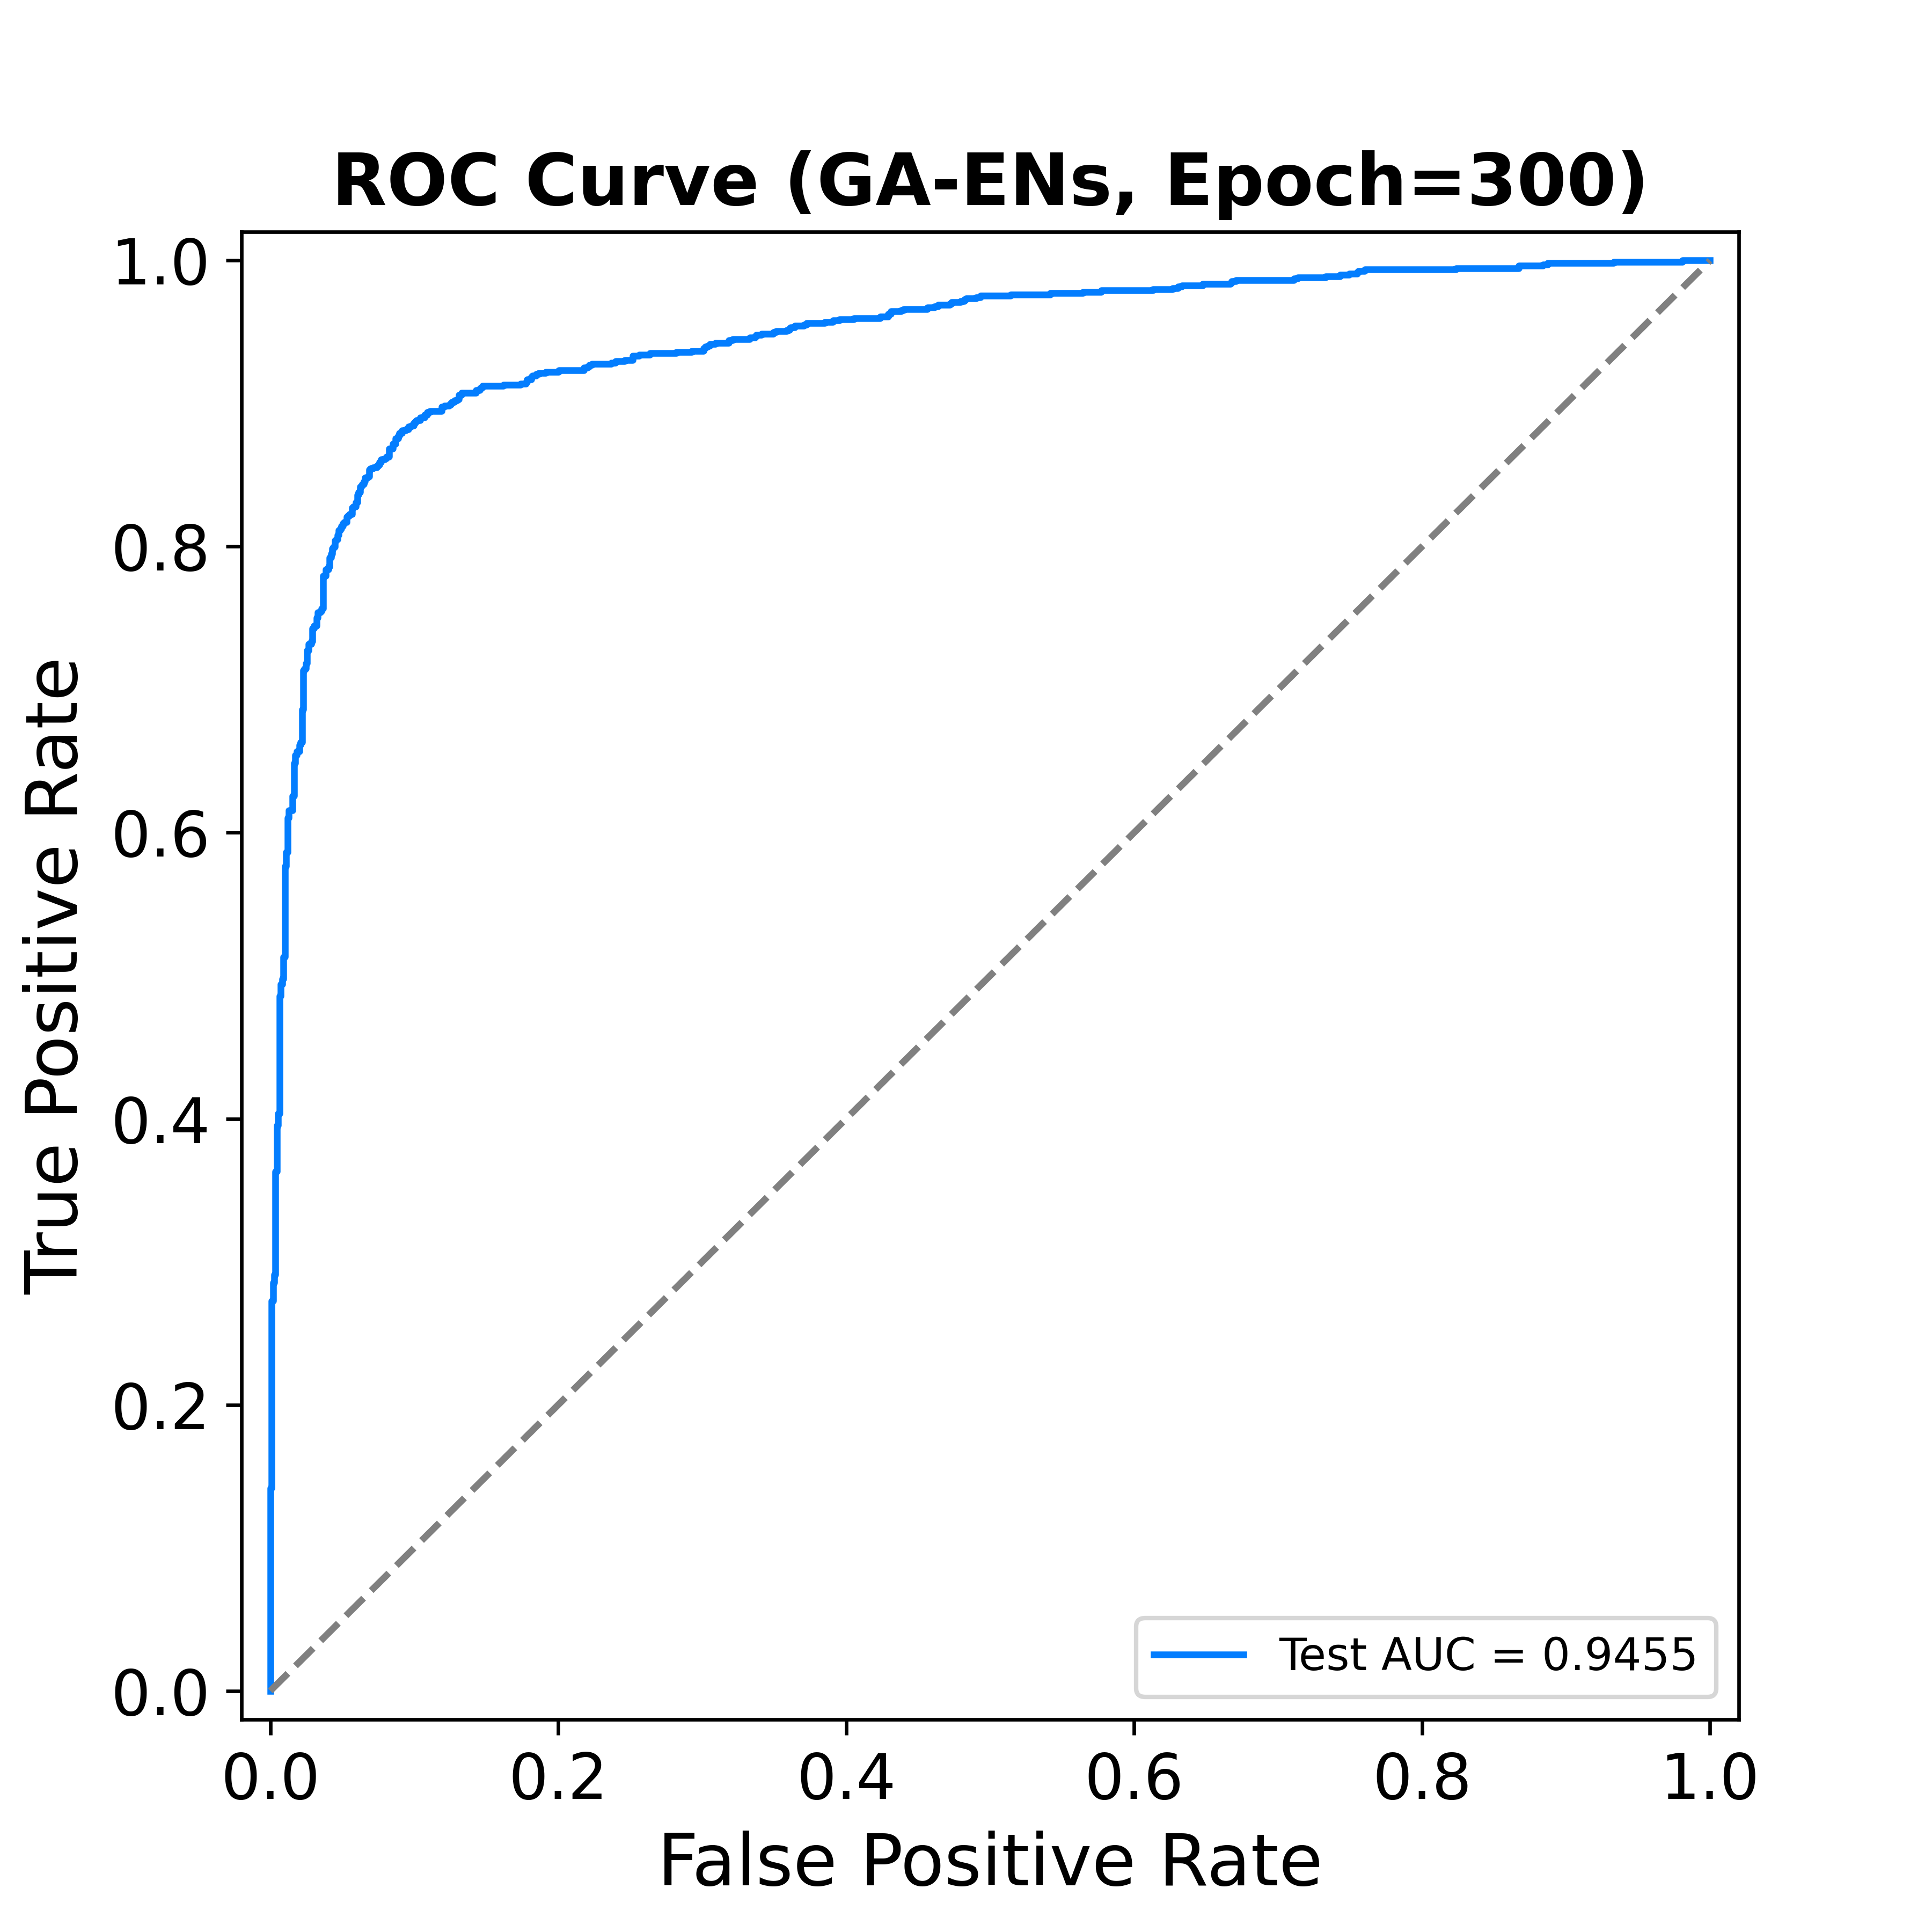 ROC Curve (GA-ENs, Epoch=300)
True Positive Rate
1.0
0.8
0.6
0.4
0.2
0.0
Test AUC = 0.9455
0.0 0.2 0.4 0.6 0.8 1.0
False Positive Rate